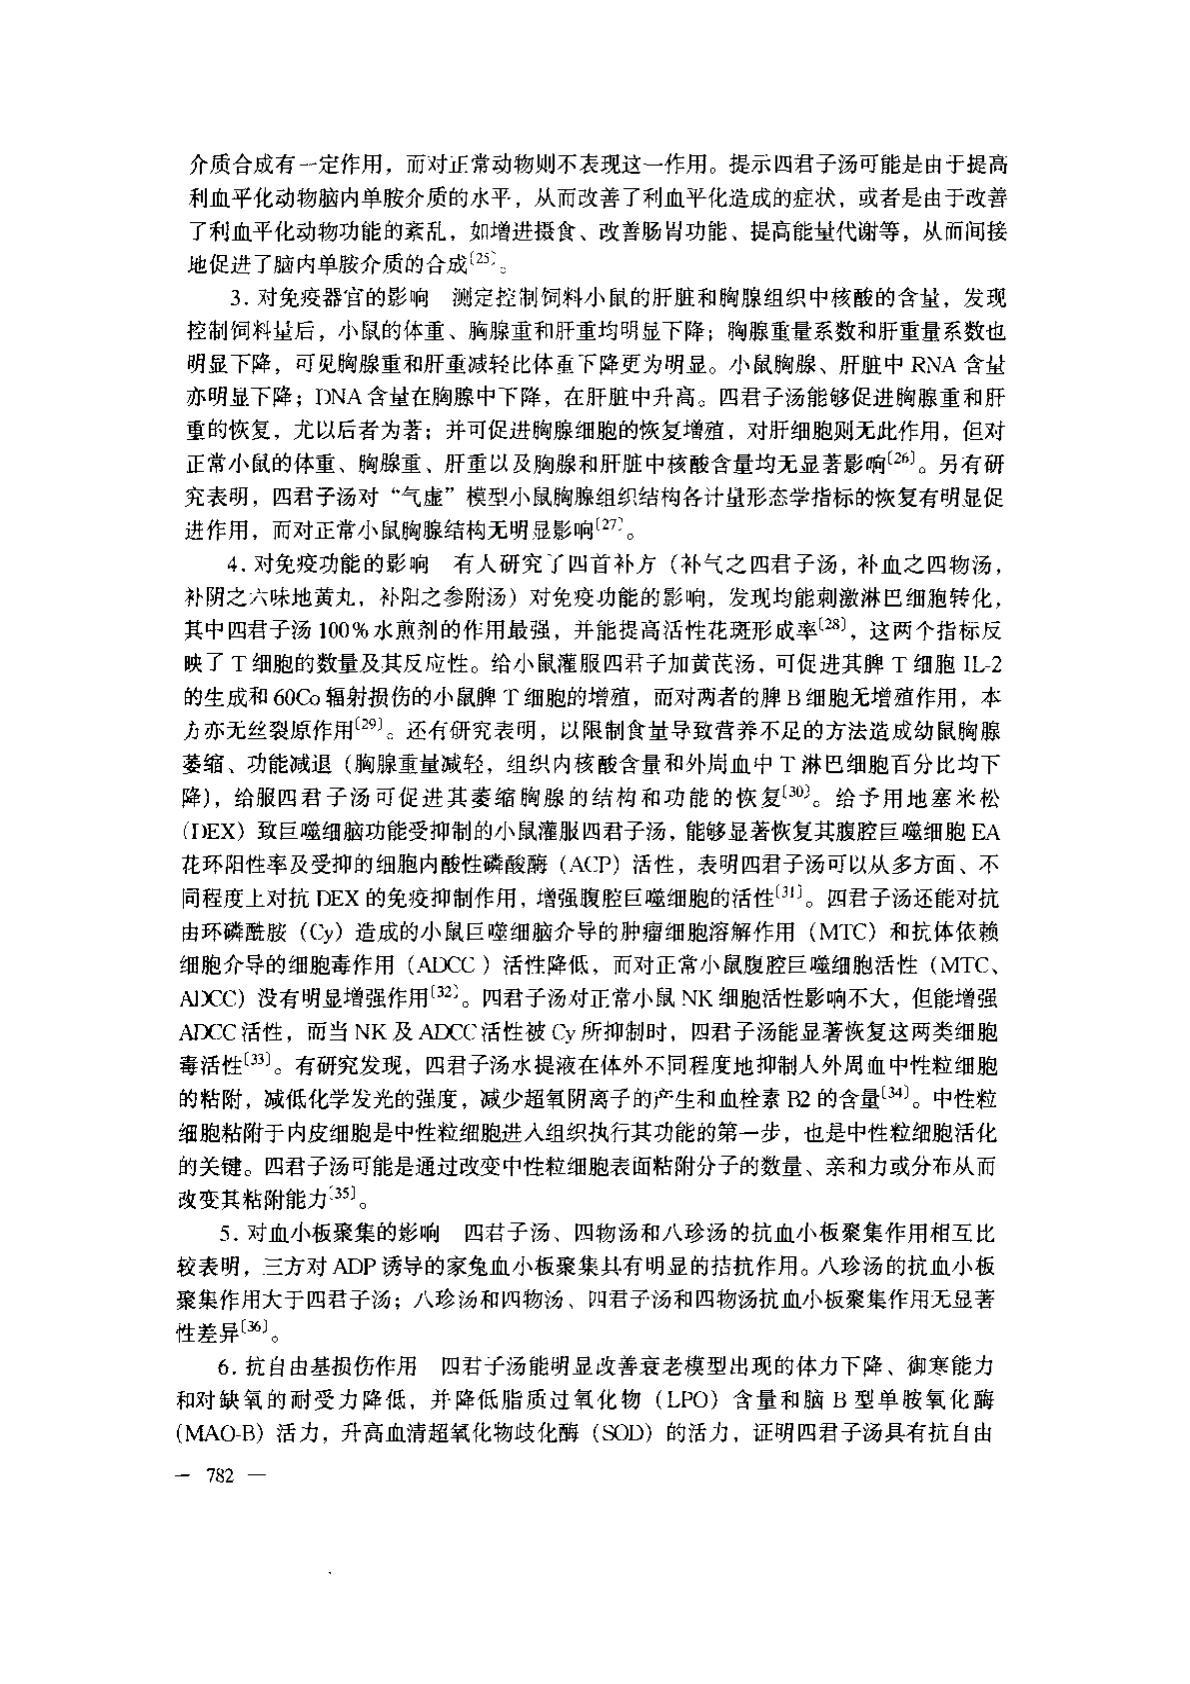 介质合成有一定作用，而对正常动物则不表现这一作用。提示四君子汤可能是由于提高
利血平化动物脑内单胺介质的水平，从而改善了利血平化造成的症状，或者是由于改善
了利血平化动物功能的紊乱，如增进摄食、改善肠胃功能、提高能量代谢等，从而间接
地促进了脑内单胺介质的合成〔25〕。
3. 对免疫器官的影响　测定控制饲料小鼠的肝脏和胸腺组织中核酸的含量，发现
控制饲料量后，小鼠的体重、胸腺重和肝重均明显下降；胸腺重量系数和肝重量系数也
明显下降，可见胸腺重和肝重减轻比体重下降更为明显。小鼠胸腺、肝脏中 RNA 含量
亦明显下降；DNA 含量在胸腺中下降，在肝脏中升高。四君子汤能够促进胸腺重和肝
重的恢复，尤以后者为著；并可促进胸腺细胞的恢复增殖，对肝细胞则无此作用，但对
正常小鼠的体重、胸腺重、肝重以及胸腺和肝脏中核酸含量均无显著影响〔26〕。另有研
究表明，四君子汤对“气虚”模型小鼠胸腺组织结构各计量形态学指标的恢复有明显促
进作用，而对正常小鼠胸腺结构无明显影响〔27〕。
4. 对免疫功能的影响　有人研究了四首补方（补气之四君子汤，补血之四物汤，
补阴之六味地黄丸，补阳之参附汤）对免疫功能的影响，发现均能刺激淋巴细胞转化，
其中四君子汤 100%水煎剂的作用最强，并能提高活性花斑形成率〔28〕，这两个指标反
映了 T 细胞的数量及其反应性。给小鼠灌服四君子加黄芪汤，可促进其脾 T 细胞 IL-2
的生成和 60Co 辐射损伤的小鼠脾 T 细胞的增殖，而对两者的脾 B 细胞无增殖作用，本
方亦无丝裂原作用〔29〕。还有研究表明，以限制食量导致营养不足的方法造成幼鼠胸腺
萎缩、功能减退（胸腺重量减轻，组织内核酸含量和外周血中 T 淋巴细胞百分比均下
降），给服四君子汤可促进其萎缩胸腺的结构和功能的恢复〔30〕。给予用地塞米松
（DEX）致巨噬细脑功能受抑制的小鼠灌服四君子汤，能够显著恢复其腹腔巨噬细胞 EA
花环阳性率及受抑的细胞内酸性磷酸酶（ACP）活性，表明四君子汤可以从多方面、不
同程度上对抗 DEX 的免疫抑制作用，增强腹腔巨噬细胞的活性〔31〕。四君子汤还能对抗
由环磷酰胺（Cy）造成的小鼠巨噬细脑介导的肿瘤细胞溶解作用（MTC）和抗体依赖
细胞介导的细胞毒作用（ADCC ）活性降低，而对正常小鼠腹腔巨噬细胞活性（MTC、
ADCC）没有明显增强作用〔32〕。四君子汤对正常小鼠 NK 细胞活性影响不大，但能增强
ADCC 活性，而当 NK 及 ADCC 活性被 Cy 所抑制时，四君子汤能显著恢复这两类细胞
毒活性〔33〕。有研究发现，四君子汤水提液在体外不同程度地抑制人外周血中性粒细胞
的粘附，减低化学发光的强度，减少超氧阴离子的产生和血栓素 B2 的含量〔34〕。中性粒
细胞粘附于内皮细胞是中性粒细胞进入组织执行其功能的第一步，也是中性粒细胞活化
的关键。四君子汤可能是通过改变中性粒细胞表面粘附分子的数量、亲和力或分布从而
改变其粘附能力〔35〕。
5. 对血小板聚集的影响　四君子汤、四物汤和八珍汤的抗血小板聚集作用相互比
较表明，三方对 ADP 诱导的家兔血小板聚集具有明显的拮抗作用。八珍汤的抗血小板
聚集作用大于四君子汤；八珍汤和四物汤、四君子汤和四物汤抗血小板聚集作用无显著
性差异〔36〕。
6. 抗自由基损伤作用　四君子汤能明显改善衰老模型出现的体力下降、御寒能力
和对缺氧的耐受力降低，并降低脂质过氧化物（LPO）含量和脑 B 型单胺氧化酶
(MAO-B）活力，升高血清超氧化物歧化酶（SOD）的活力，证明四君子汤具有抗自由
— 782 —